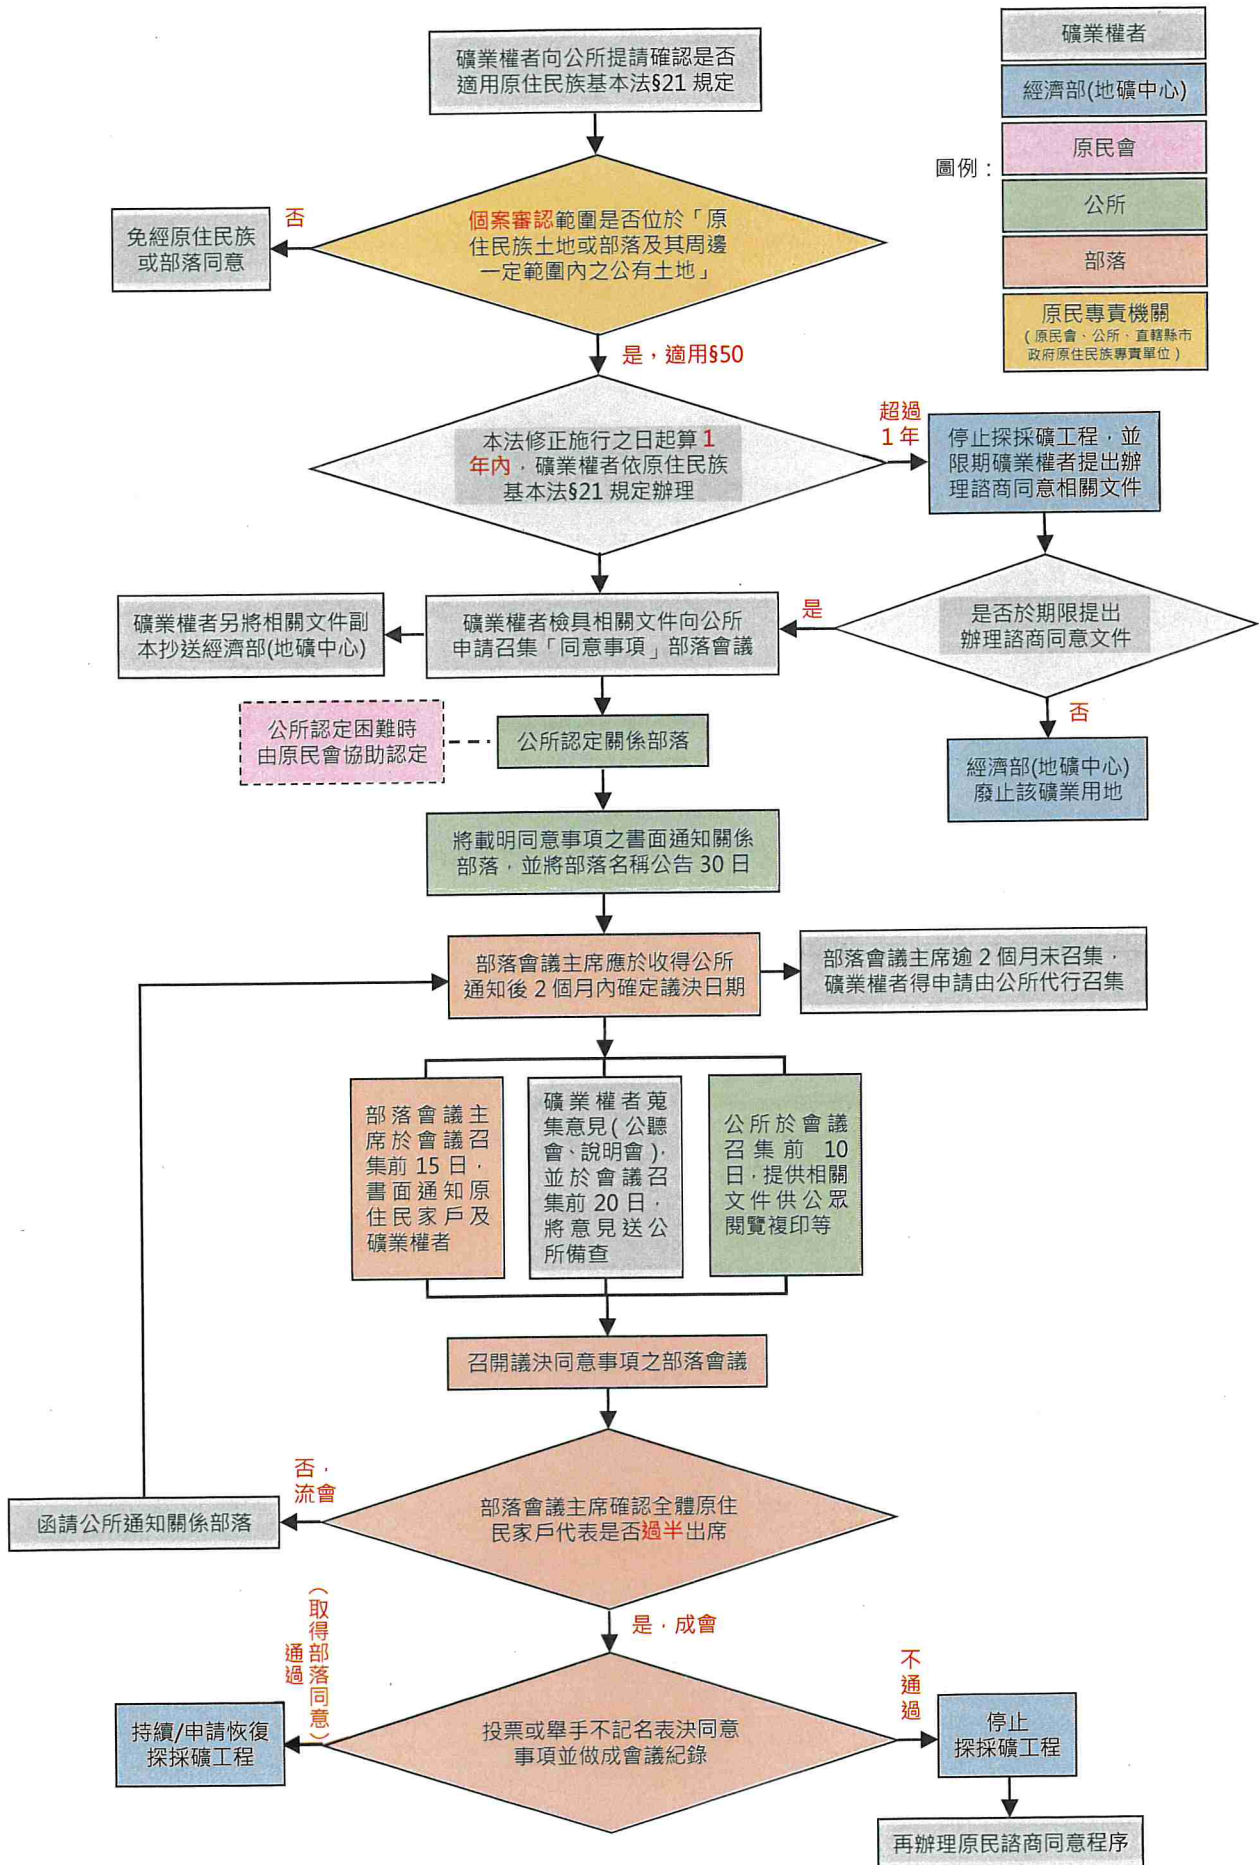 礦業權者向公所提請確認是否
適用原住民族基本法§21 規定
圖例：
礦業權者
經濟部(地礦中心)
原民會
公所
部落
原民專責機關
（原民會、公所、直轄縣市
政府原住民族專責單位）
個案審認範圍是否位於「原
住民族土地或部落及其周邊
一定範圍內之公有土地」
否
免經原住民族
或部落同意
是，適用§50
本法修正施行之日起算 1
年內，礦業權者依原住民族
基本法§21 規定辦理
超過
1 年
停止探採礦工程，並
限期礦業權者提出辦
理諮商同意相關文件
是否於期限提出
辦理諮商同意文件
是
否
經濟部(地礦中心)
廢止該礦業用地
礦業權者檢具相關文件向公所
申請召集「同意事項」部落會議
礦業權者另將相關文件副
本抄送經濟部(地礦中心)
公所認定困難時
由原民會協助認定
公所認定關係部落
將載明同意事項之書面通知關係
部落，並將部落名稱公告 30 日
部落會議主席應於收得公所
通知後 2 個月內確定議決日期
部落會議主席逾 2 個月未召集，
礦業權者得申請由公所代行召集
部落會議主
席於會議召
集前 15 日，
書面通知原
住民家戶及
礦業權者
礦業權者蒐
集意見(公聽
會、說明會)，
並於會議召
集前 20 日，
將意見送公
所備查
公所於會議
召集前 10
日，提供相關
文件供公眾
閱覽複印等
召開議決同意事項之部落會議
部落會議主席確認全體原住
民家戶代表是否過半出席
否，
流會
函請公所通知關係部落
是，成會
投票或舉手不記名表決同意
事項並做成會議紀錄
通過
（取得部落同意）
持續/申請恢復
探採礦工程
不通過
停止
探採礦工程
再辦理原民諮商同意程序